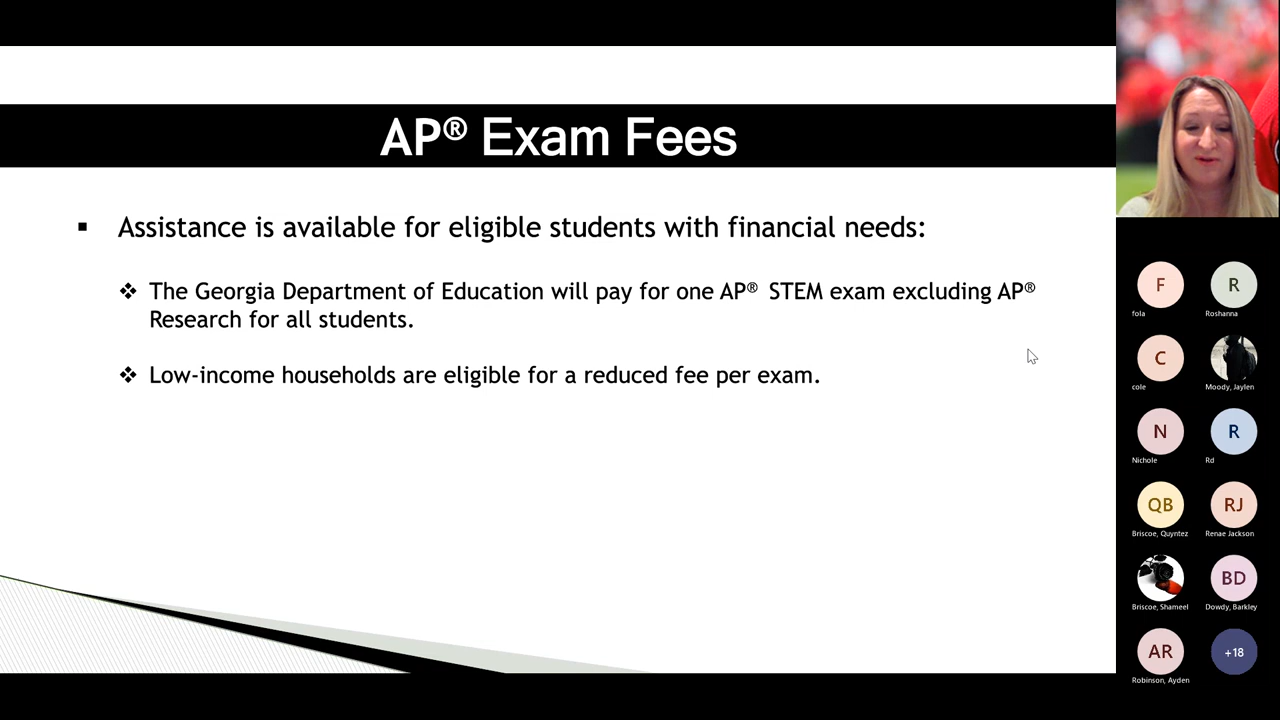 AP® Exam Fees
▪ Assistance is available for eligible students with financial needs:
❖ The Georgia Department of Education will pay for one AP® STEM exam excluding AP®
Research for all students.
❖ Low-income households are eligible for a reduced fee per exam.
F
R
fola
Roshanna
C
cole
Moody, Jaylen
N
R
Nichole
Rd
QB
RJ
Briscoe, Quyntez
Renae Jackson
BD
Briscoe, Shameel
Dowdy, Barkley
AR
+18
Robinson, Ayden